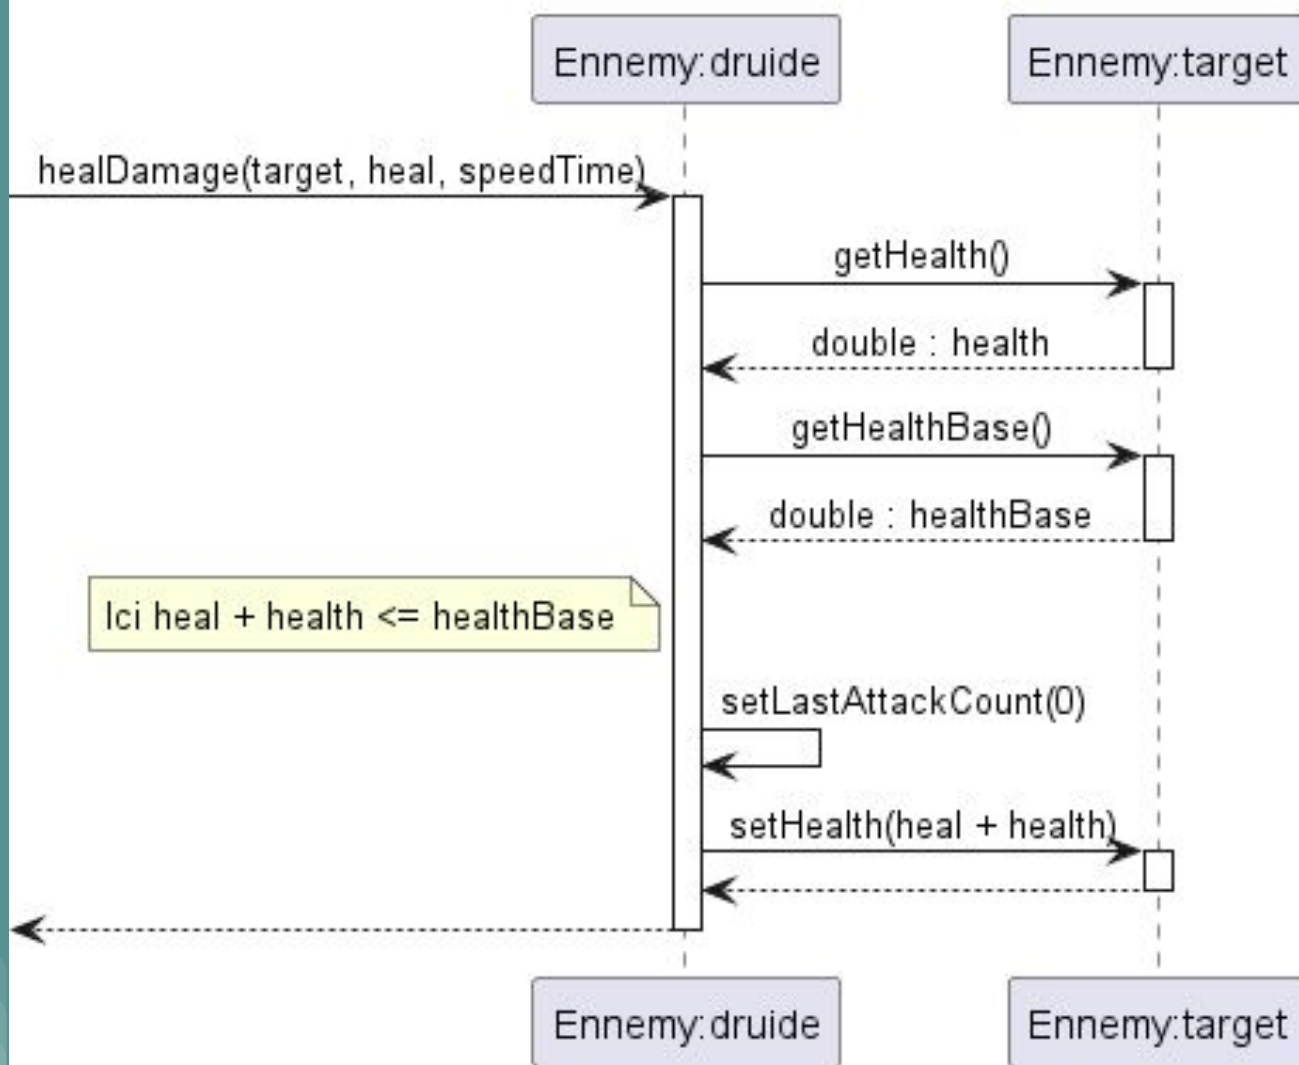 Ennemy:druide
Ennemy:target
healDamage(target, heal, speedTime)
getHealth()
double : health
getHealthBase()
double : healthBase
Ici heal + health <= healthBase
setLastAttackCount(0)
setHealth(heal + health)
Ennemy:druide
Ennemy:target